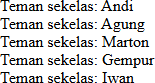 Teman sekelas: Andi
Teman sekelas: Agung
Teman sekelas: Marton
Teman sekelas: Gempur
Teman sekelas: Iwan